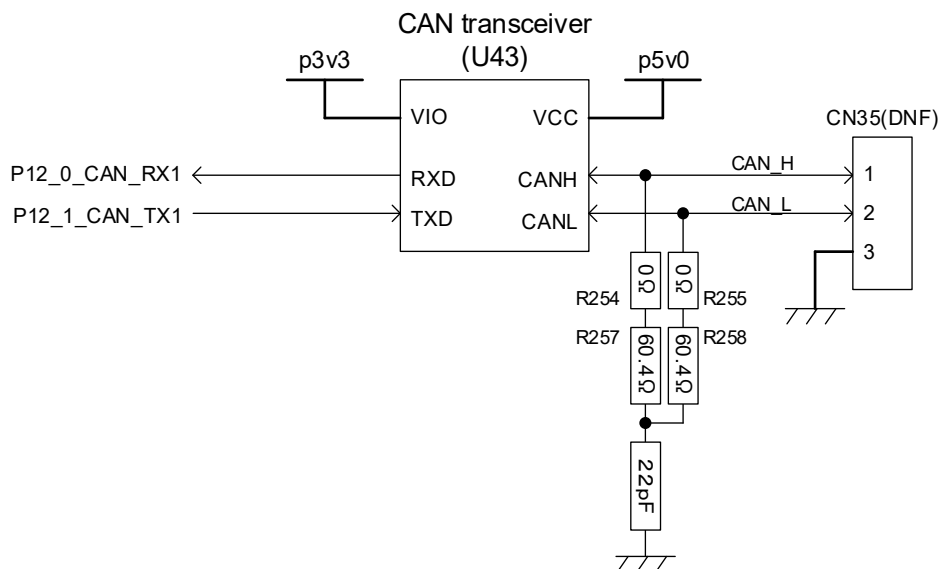 CAN transceiver
(U43)
p3v3
p5v0
VIO
VCC
CN35(DNF)
P12_0_CAN_RX1
RXD
CANH
CAN_H
1
P12_1_CAN_TX1
TXD
CANL
CAN_L
2
3
0Ω
0Ω
R254
R255
R257
R258
60.4Ω
60.4Ω
22pF